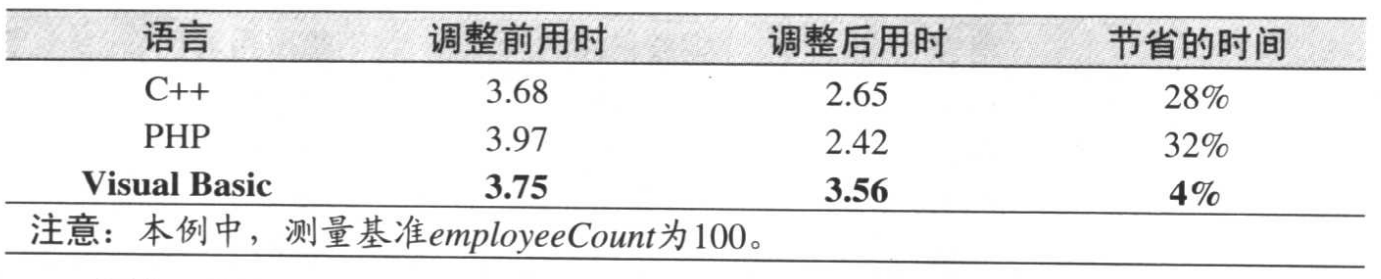 语言 调整前用时 调整后用时 节省的时间
C++ 3.68 2.65 28%
PHP 3.97 2.42 32%
Visual Basic 3.75 3.56 4%
注意：本例中，测量基准employeeCount为100。